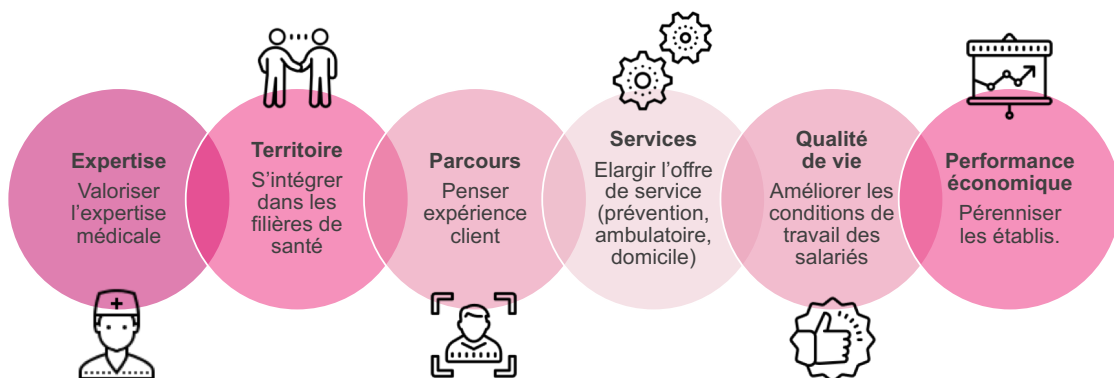 Expertise
Valoriser
l’expertise
médicale
Territoire
S’intégrer
dans les
filières de
santé
Parcours
Penser
expérience
client
Services
Elargir l’offre
de service
(prévention,
ambulatoire,
domicile)
Qualité
de vie
Améliorer les
conditions de
travail des
salariés
Performance
économique
Pérenniser
les établis.